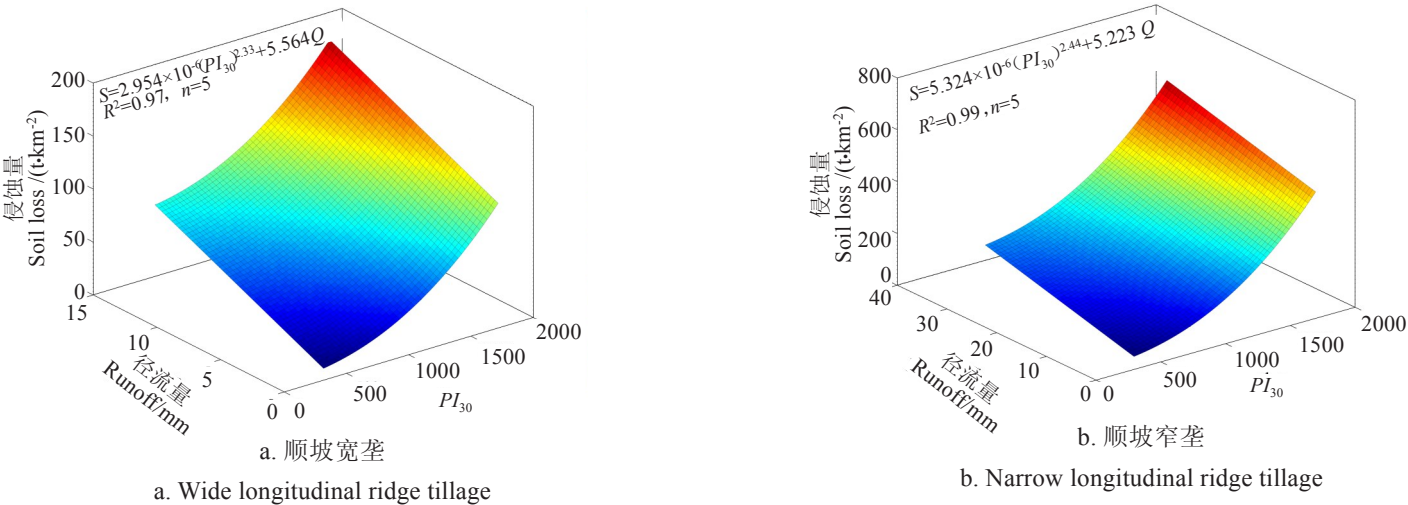 S=2.954×10⁻⁶(PI₃₀)²·³³+5.564Q
R²=0.97, n=5
侵蚀量
Soil loss /(t•km⁻²)
200
150
100
50
0
15
10
5
0
径流量
Runoff/mm
0
500
1000
1500
2000
PI₃₀
a. 顺坡宽垄
a. Wide longitudinal ridge tillage
S=5.324×10⁻⁶(PI₃₀)²·⁴⁴+5.223 Q
R²=0.99 ,n=5
侵蚀量
Soil loss /(t•km⁻²)
800
600
400
200
0
40
30
20
10
0
径流量
Runoff/mm
0
500
1000
1500
2000
PI₃₀
b. 顺坡窄垄
b. Narrow longitudinal ridge tillage